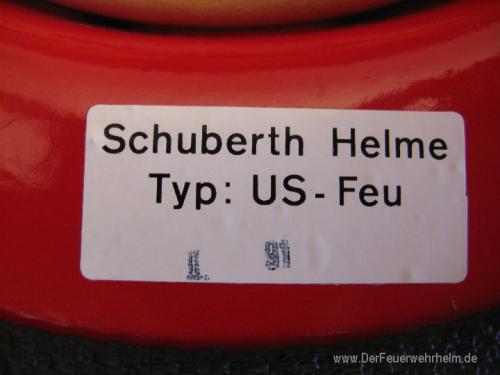 Schuberth Helme
Typ: US - Feu
1. 91
www.DerFeuerwehrhelm.de